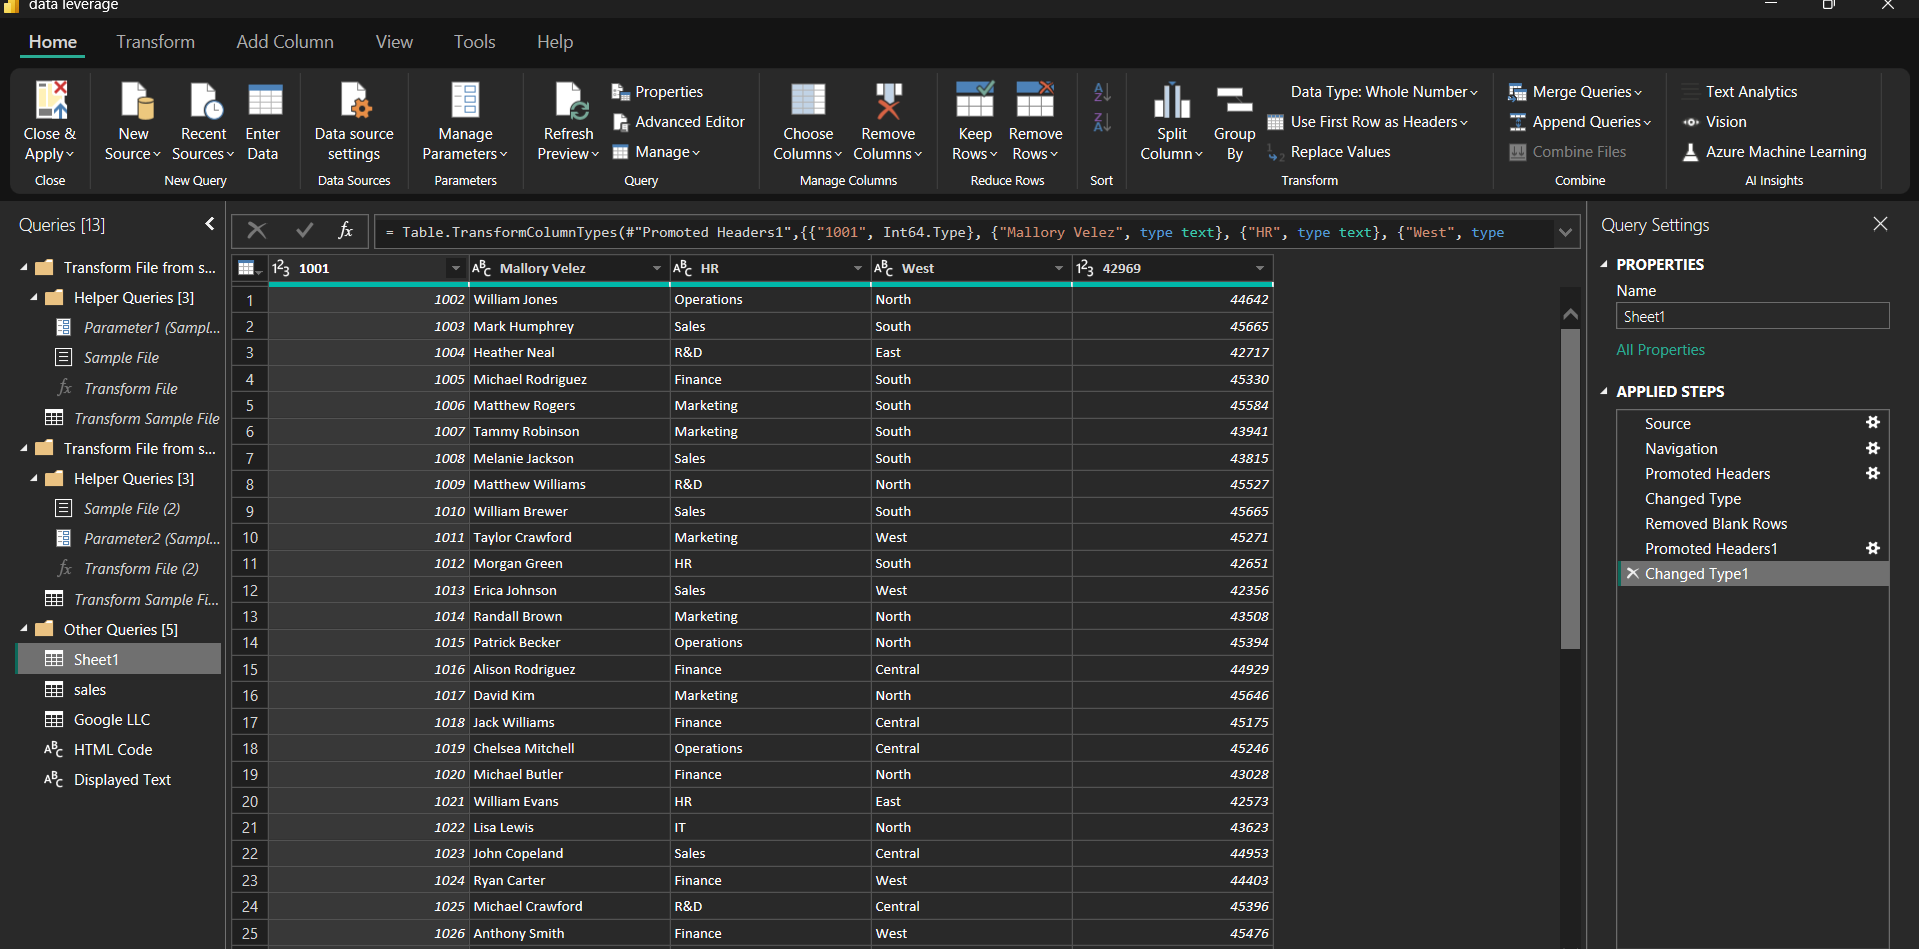 data leverage
Home Transform Add Column View Tools Help
Close & Apply
New Source
Recent Sources
Enter Data
Data source settings
Manage Parameters
Refresh Preview
Properties
Advanced Editor
Manage
Choose Columns
Remove Columns
Keep Rows
Remove Rows
Split Column
Group By
Data Type: Whole Number
Use First Row as Headers
Replace Values
Merge Queries
Append Queries
Combine Files
Text Analytics
Vision
Azure Machine Learning
Close New Query Data Sources Parameters Query Manage Columns Reduce Rows Sort Transform Combine AI Insights
Queries [13]
Transform File from s...
Helper Queries [3]
Parameter1 (Sampl...
Sample File
fx Transform File
Transform Sample File
Transform File from s...
Helper Queries [3]
Sample File (2)
Parameter2 (Sampl...
fx Transform File (2)
Transform Sample Fi...
Other Queries [5]
Sheet1
sales
Google LLC
ABC HTML Code
ABC Displayed Text
fx = Table.TransformColumnTypes(#"Promoted Headers1",{{"1001", Int64.Type}, {"Mallory Velez", type text}, {"HR", type text}, {"West", type
123 1001 ABC Mallory Velez ABC HR ABC West 123 42969
1 1002 William Jones Operations North 44642
2 1003 Mark Humphrey Sales South 45665
3 1004 Heather Neal R&D East 42717
4 1005 Michael Rodriguez Finance South 45330
5 1006 Matthew Rogers Marketing South 45584
6 1007 Tammy Robinson Marketing South 43941
7 1008 Melanie Jackson Sales South 43815
8 1009 Matthew Williams R&D North 45527
9 1010 William Brewer Sales South 45665
10 1011 Taylor Crawford Marketing West 45271
11 1012 Morgan Green HR South 42651
12 1013 Erica Johnson Sales West 42356
13 1014 Randall Brown Marketing North 43508
14 1015 Patrick Becker Operations North 45394
15 1016 Alison Rodriguez Finance Central 44929
16 1017 David Kim Marketing North 45646
17 1018 Jack Williams Finance Central 45175
18 1019 Chelsea Mitchell Operations Central 45246
19 1020 Michael Butler Finance North 43028
20 1021 William Evans HR East 42573
21 1022 Lisa Lewis IT North 43623
22 1023 John Copeland Sales Central 44953
23 1024 Ryan Carter Finance West 44403
24 1025 Michael Crawford R&D Central 45396
25 1026 Anthony Smith Finance West 45476
Query Settings
PROPERTIES
Name
Sheet1
All Properties
APPLIED STEPS
Source
Navigation
Promoted Headers
Changed Type
Removed Blank Rows
Promoted Headers1
Changed Type1